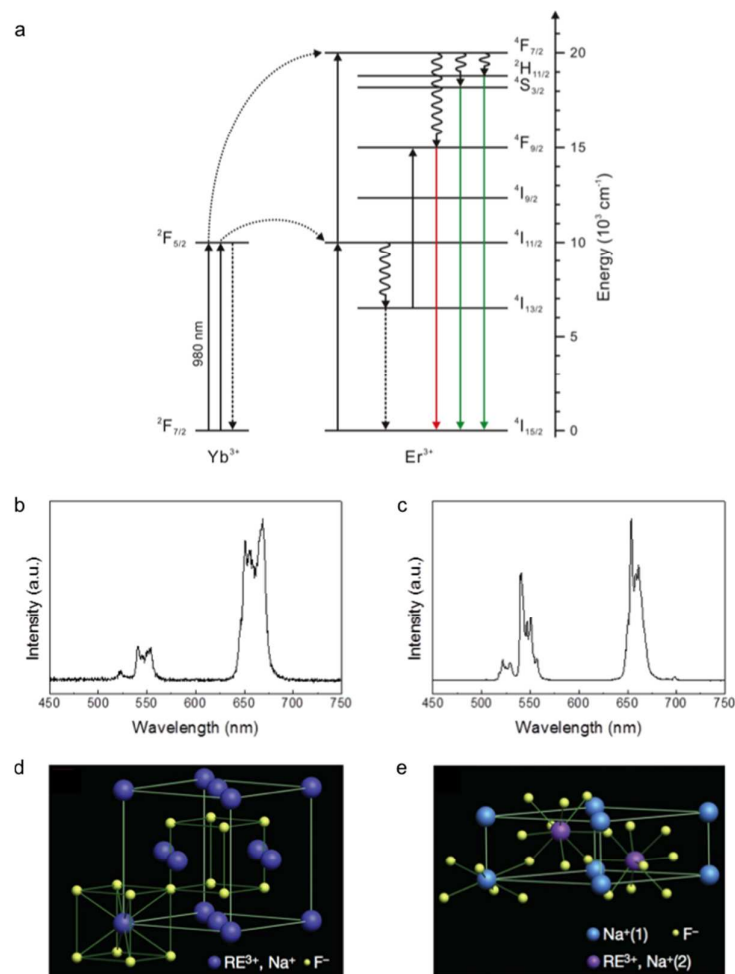 a
⁴F₇/₂
²H₁₁/₂
⁴S₃/₂
⁴F₉/₂
⁴I₉/₂
²F₅/₂
⁴I₁₁/₂
⁴I₁₃/₂
980 nm
²F₇/₂
⁴I₁₅/₂
Yb³⁺
Er³⁺
20
15
10
5
0
Energy (10³ cm⁻¹)
b
Intensity (a.u.)
450 500 550 600 650 700 750
Wavelength (nm)
c
Intensity (a.u.)
450 500 550 600 650 700 750
Wavelength (nm)
d
RE³⁺, Na⁺ F⁻
e
Na⁺(1) F⁻
RE³⁺, Na⁺(2)